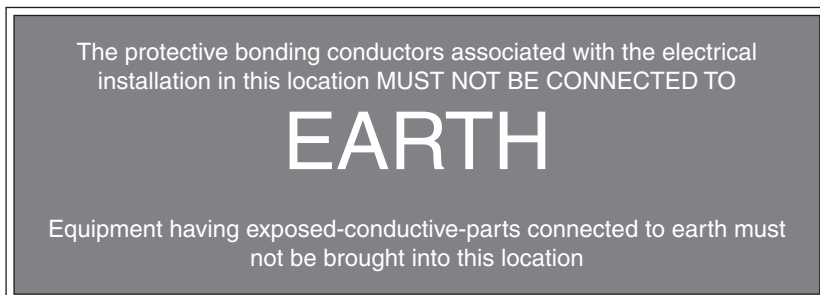 The protective bonding conductors associated with the electrical
installation in this location MUST NOT BE CONNECTED TO
EARTH
Equipment having exposed-conductive-parts connected to earth must
not be brought into this location